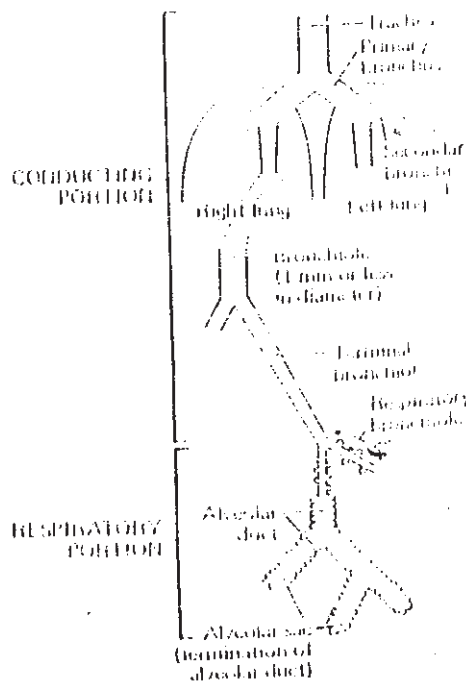 Trachea
Primary
bronchus
Secondary
bronchi
CONDUCTING
PORTION
Right lung
Left lung
Bronchiole
(1 mm or less
in diameter)
Terminal
bronchiol
Respiratory
bronchiole
Alveolar
duct
RESPIRATORY
PORTION
Alveolar sac
(termination of
alveolar duct)